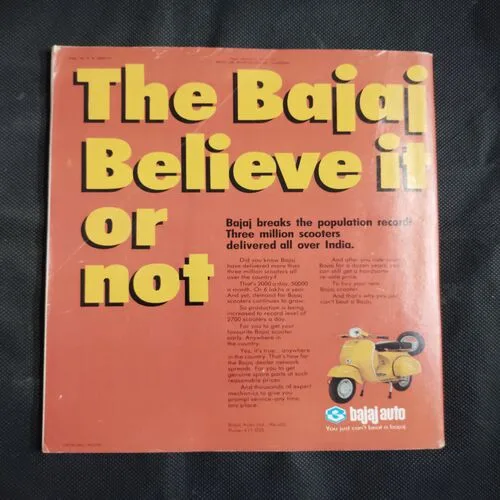 The Bajaj
Believe it
or
not
Bajaj breaks the population record!
Three million scooters
delivered all over India.
Did you know Bajaj
have delivered more than
three million scooters all
over the country?
That's 2000 a day, 50000
a month. Or 6 lakhs a year.
And yet, demand for Bajaj
scooters continues to grow.
So production is being
increased to record level of
2700 scooters a day.
For you to get your
favourite Bajaj scooter
early. Anywhere in
the country.
Yes, it's true: anywhere
in the country. That's how far
the Bajaj dealer network
spreads. For you to get
genuine spare parts at such
reasonable prices.
And thousands of expert
mechanics to give you
prompt service-any time,
any place.
And after you ride your
Bajaj for a dozen years, you
can still get a handsome
re-sale price.
To buy your new
Bajaj scooter.
And that's why you just
can't beat a Bajaj.
bajaj auto
You just can't beat a bajaj.
Bajaj Auto Ltd.